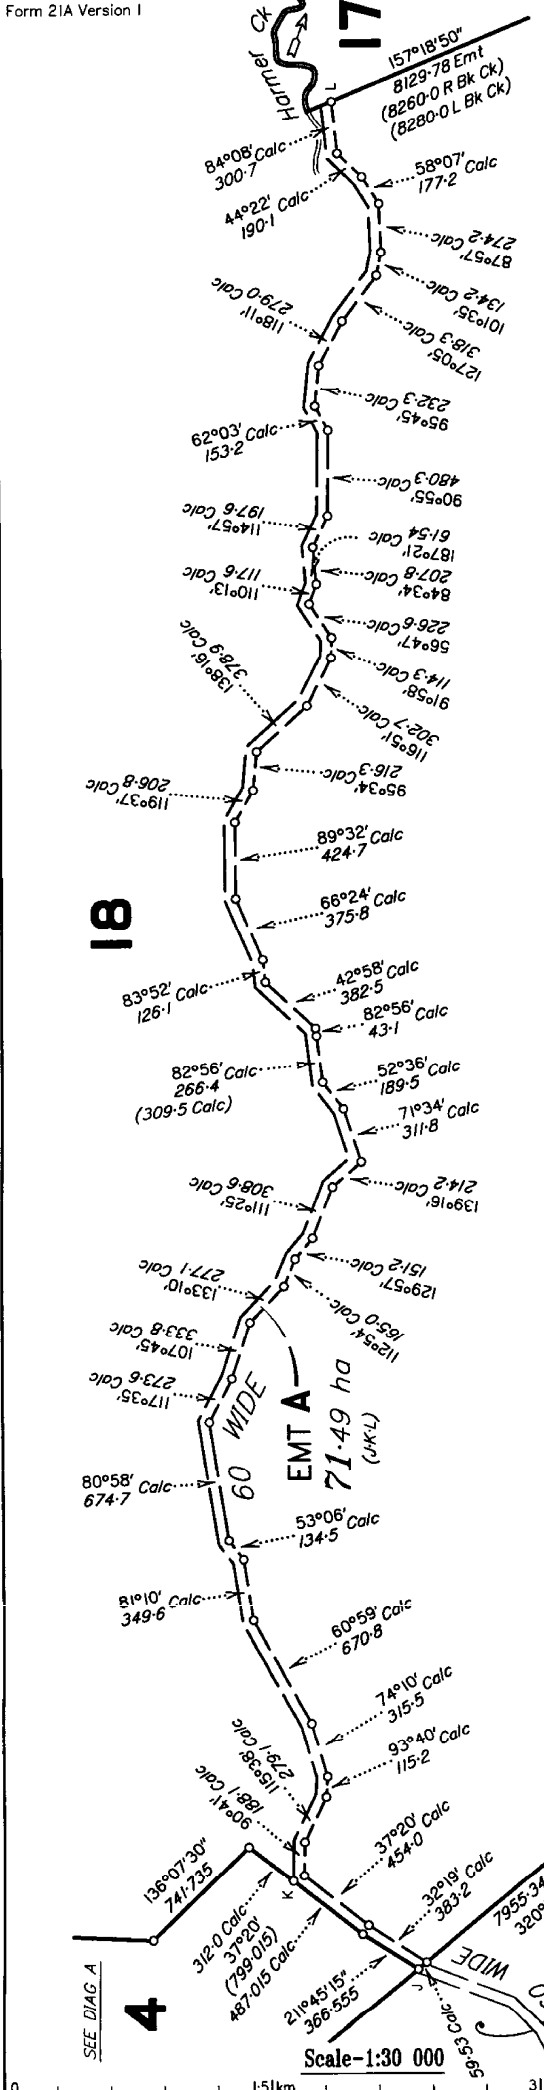 Form 21A Version 1
Harmer Ck
17
157°18'50"
8129·78 Emt
(8260·0 R Bk Ck)
(8280·0 L Bk Ck)
L
84°08' Calc
300·7
58°07'
177·2 Calc
44°22' Calc
190·1
274·2
87°57' Calc
134·2 Calc
101°35'
279·0 Calc
118°11'
318·3 Calc
127°05'
232·3 Calc
95°45'
62°03' Calc
153·2
480·3 Calc
90°55'
197·6 Calc
114°57'
61·54 Calc
187°21'
207·8 Calc
84°34'
117·6 Calc
110°13'
226·6 Calc
56°47'
114·3 Calc
91°58'
378·9 Calc
138°16'
302·7 Calc
116°51'
216·3 Calc
95°34'
206·8 Calc
119°37'
89°32' Calc
424·7
66°24' Calc
375·8
18
83°52' Calc
126·1
42°58' Calc
382·5
82°56' Calc
43·1
82°56' Calc
266·4
(309·5 Calc)
52°36' Calc
189·5
71°34' Calc
311·8
214·2 Calc
139°16'
308·6 Calc
111°25'
151·2 Calc
129°57'
277·1 Calc
133°10'
165·0 Calc
112°54'
333·8 Calc
107°45'
273·6 Calc
117°35'
60 WIDE
EMT A
71·49 ha
(J·K·L)
80°58' Calc
674·7
53°06' Calc
134·5
81°10' Calc
349·6
60°59' Calc
670·8
74°10' Calc
315·5
93°40' Calc
115·2
279·1 Calc
115°38'
188·1 Calc
90°41'
37°20' Calc
454·0
136°07'30"
741·735
K
312·0 Calc
37°20'
(799·015)
487·015 Calc
32°19' Calc
383·2
7955·34
320°
211°45'15"
366·555
J
WIDE
59·53 Calc
SEE DIAG A
4
Scale-1:30 000
0
1·51km
31